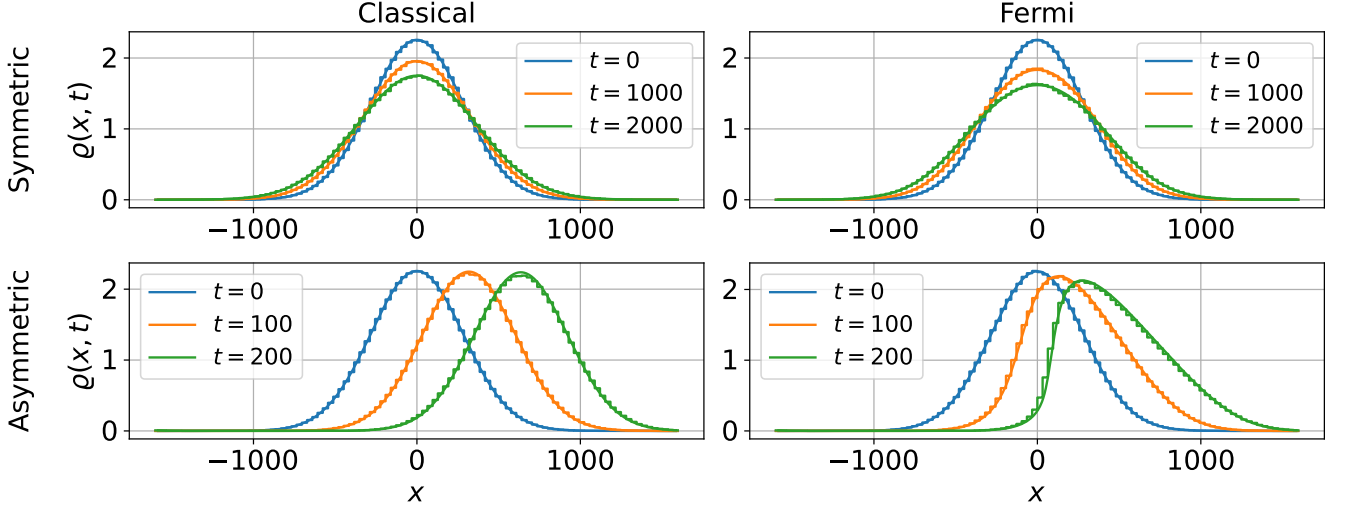 Classical
Fermi
Symmetric
ϱ(x, t)
2
1
0
−1000 0 1000
t = 0
t = 1000
t = 2000
ϱ(x, t)
2
1
0
−1000 0 1000
t = 0
t = 1000
t = 2000
Asymmetric
ϱ(x, t)
2
1
0
−1000 0 1000
x
t = 0
t = 100
t = 200
ϱ(x, t)
2
1
0
−1000 0 1000
x
t = 0
t = 100
t = 200